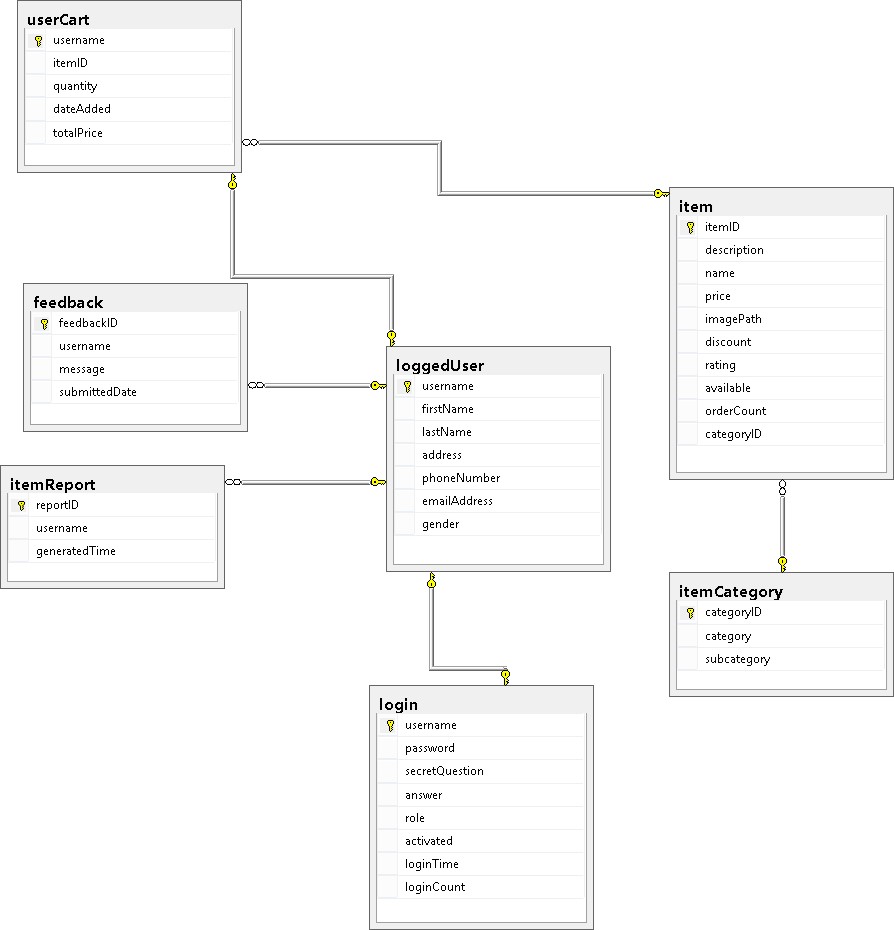 userCart
username
itemID
quantity
dateAdded
totalPrice
item
itemID
description
name
price
imagePath
discount
rating
available
orderCount
categoryID
feedback
feedbackID
username
message
submittedDate
loggedUser
username
firstName
lastName
address
phoneNumber
emailAddress
gender
itemReport
reportID
username
generatedTime
itemCategory
categoryID
category
subcategory
login
username
password
secretQuestion
answer
role
activated
loginTime
loginCount